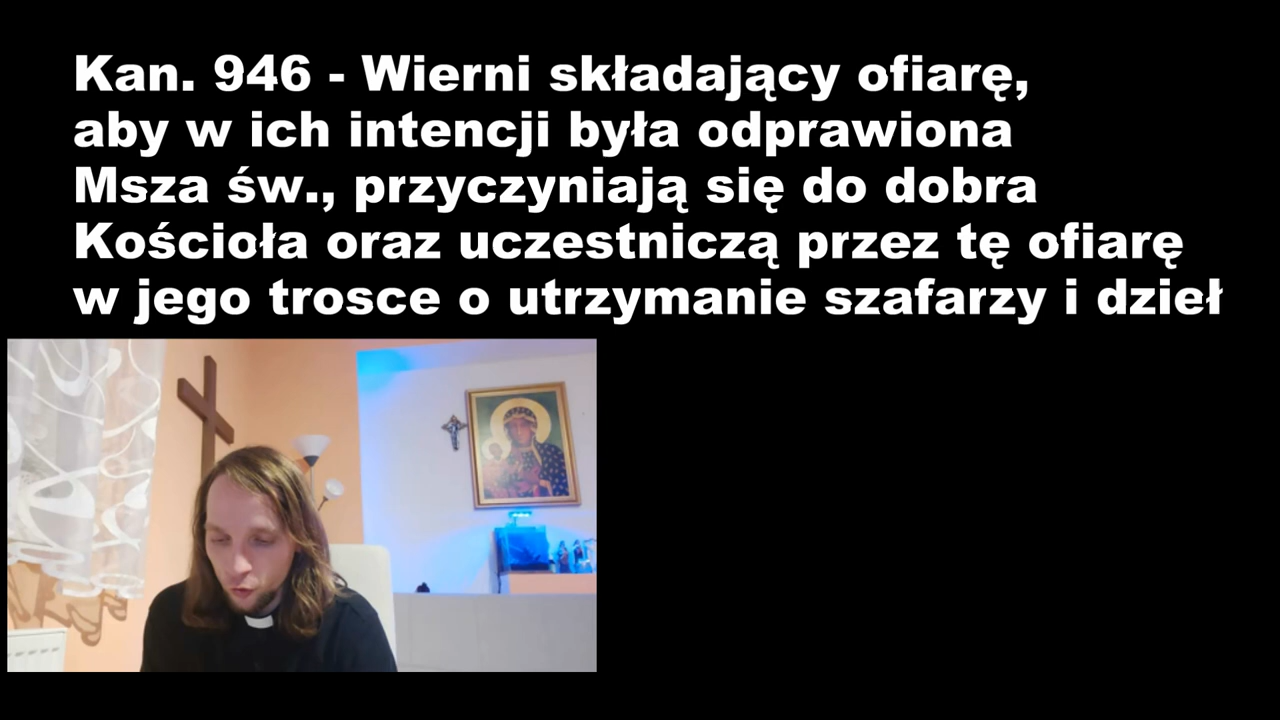 Kan. 946 - Wierni składający ofiarę,
aby w ich intencji była odprawiona
Msza św., przyczyniają się do dobra
Kościoła oraz uczestniczą przez tę ofiarę
w jego trosce o utrzymanie szafarzy i dzieł